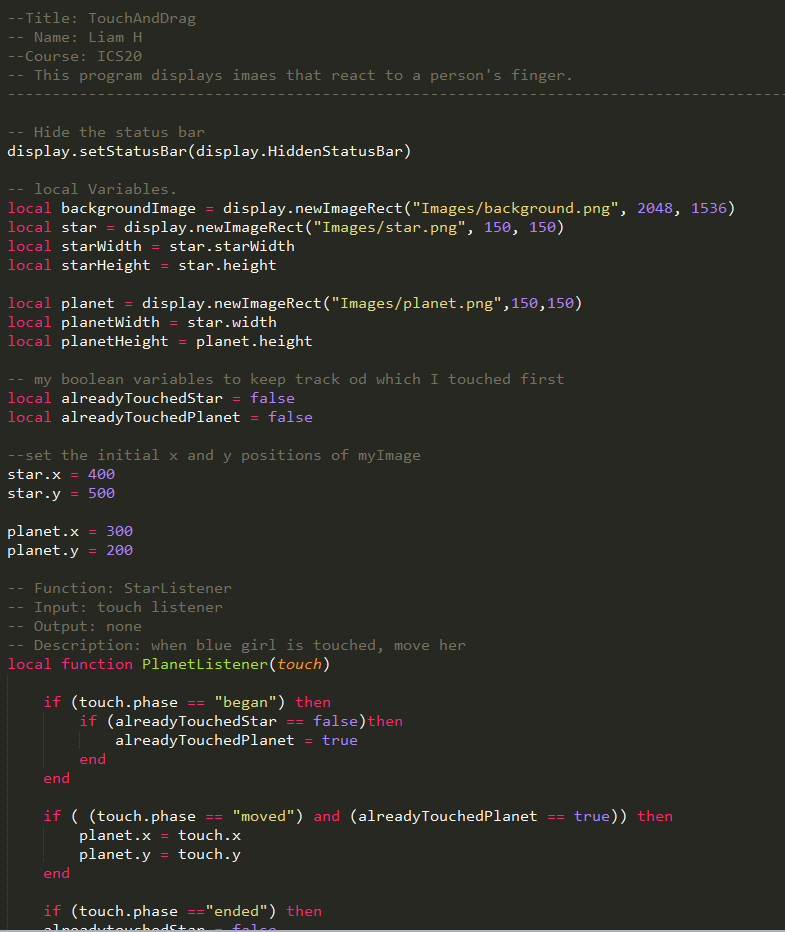 --Title: TouchAndDrag
-- Name: Liam H
--Course: ICS20
-- This program displays imaes that react to a person's finger.
----------------------------------------------------------------------------------------
-- Hide the status bar
display.setStatusBar(display.HiddenStatusBar)
-- local Variables.
local backgroundImage = display.newImageRect("Images/background.png", 2048, 1536)
local star = display.newImageRect("Images/star.png", 150, 150)
local starWidth = star.starWidth
local starHeight = star.height
local planet = display.newImageRect("Images/planet.png",150,150)
local planetWidth = star.width
local planetHeight = planet.height
-- my boolean variables to keep track od which I touched first
local alreadyTouchedStar = false
local alreadyTouchedPlanet = false
--set the initial x and y positions of myImage
star.x = 400
star.y = 500
planet.x = 300
planet.y = 200
-- Function: StarListener
-- Input: touch listener
-- Output: none
-- Description: when blue girl is touched, move her
local function PlanetListener(touch)
if (touch.phase == "began") then
if (alreadyTouchedStar == false)then
alreadyTouchedPlanet = true
end
end
if ( (touch.phase == "moved") and (alreadyTouchedPlanet == true)) then
planet.x = touch.x
planet.y = touch.y
end
if (touch.phase =="ended") then
alreadytouchedStar = false